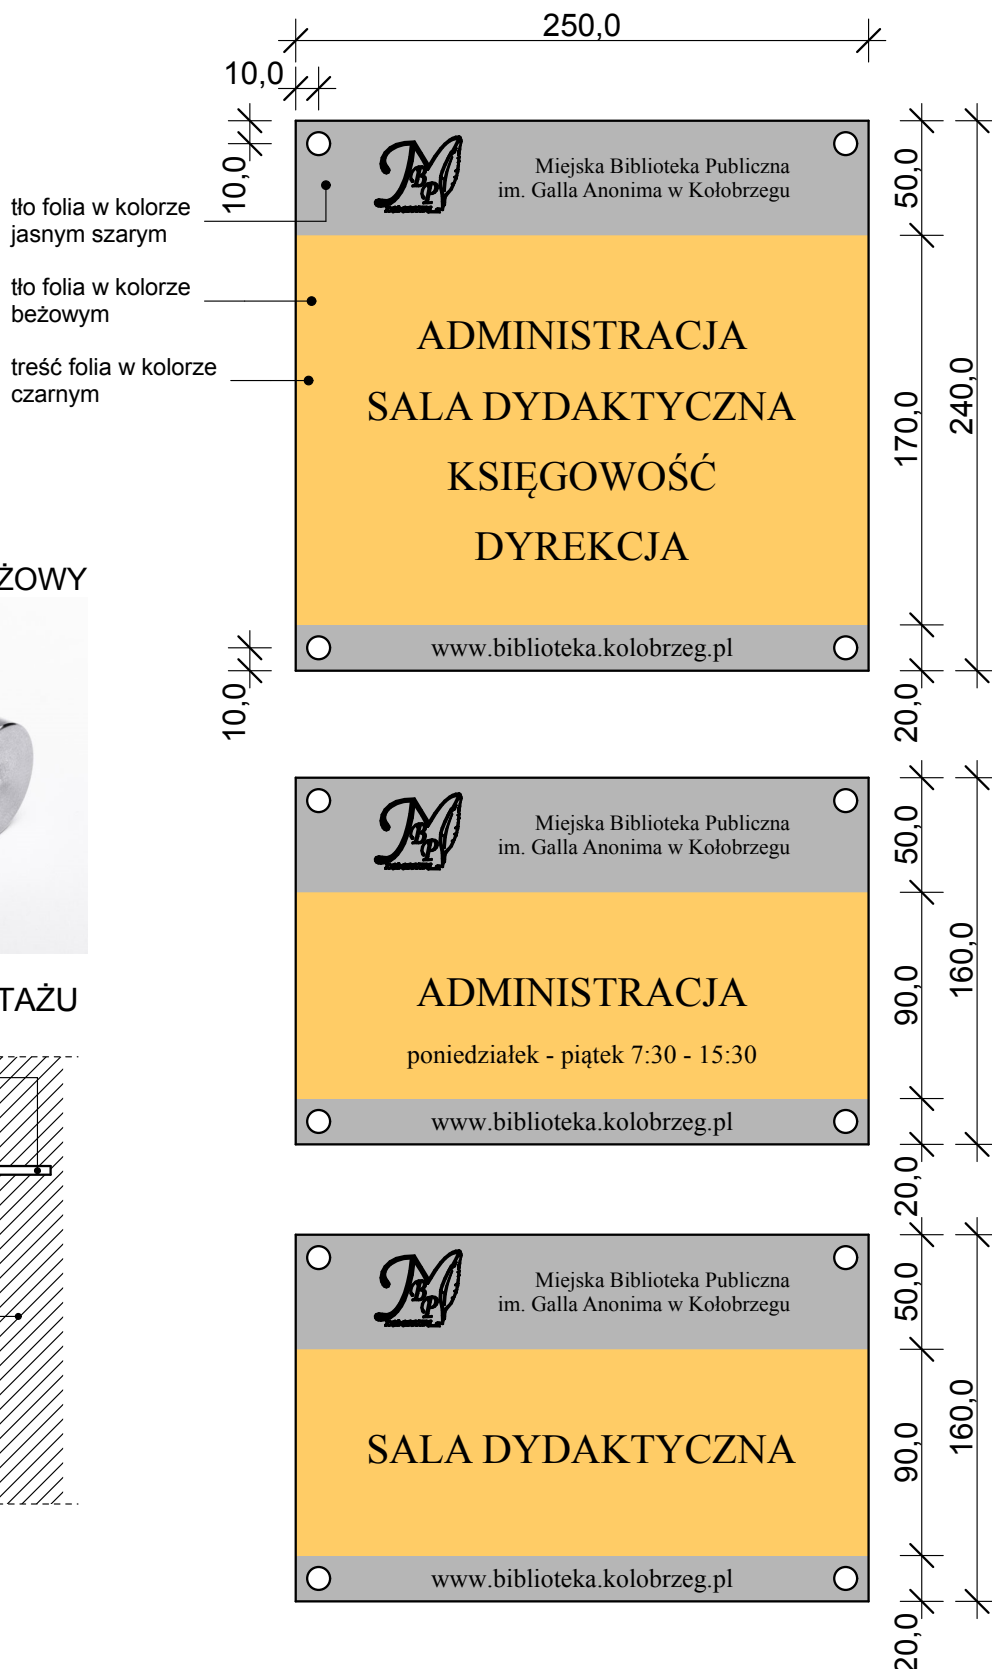 250,0
10,0
10,0
50,0
Miejska Biblioteka Publiczna
im. Galla Anonima w Kołobrzegu
tło folia w kolorze
jasnym szarym
tło folia w kolorze
beżowym
treść folia w kolorze
czarnym
ADMINISTRACJA
SALA DYDAKTYCZNA
KSIĘGOWOŚĆ
DYREKCJA
170,0
240,0
ŻOWY
www.biblioteka.kolobrzeg.pl
10,0
20,0
MBP
Miejska Biblioteka Publiczna
im. Galla Anonima w Kołobrzegu
50,0
ADMINISTRACJA
poniedziałek - piątek 7:30 - 15:30
90,0
160,0
TAŻU
www.biblioteka.kolobrzeg.pl
20,0
MBP
Miejska Biblioteka Publiczna
im. Galla Anonima w Kołobrzegu
50,0
SALA DYDAKTYCZNA
90,0
160,0
www.biblioteka.kolobrzeg.pl
20,0